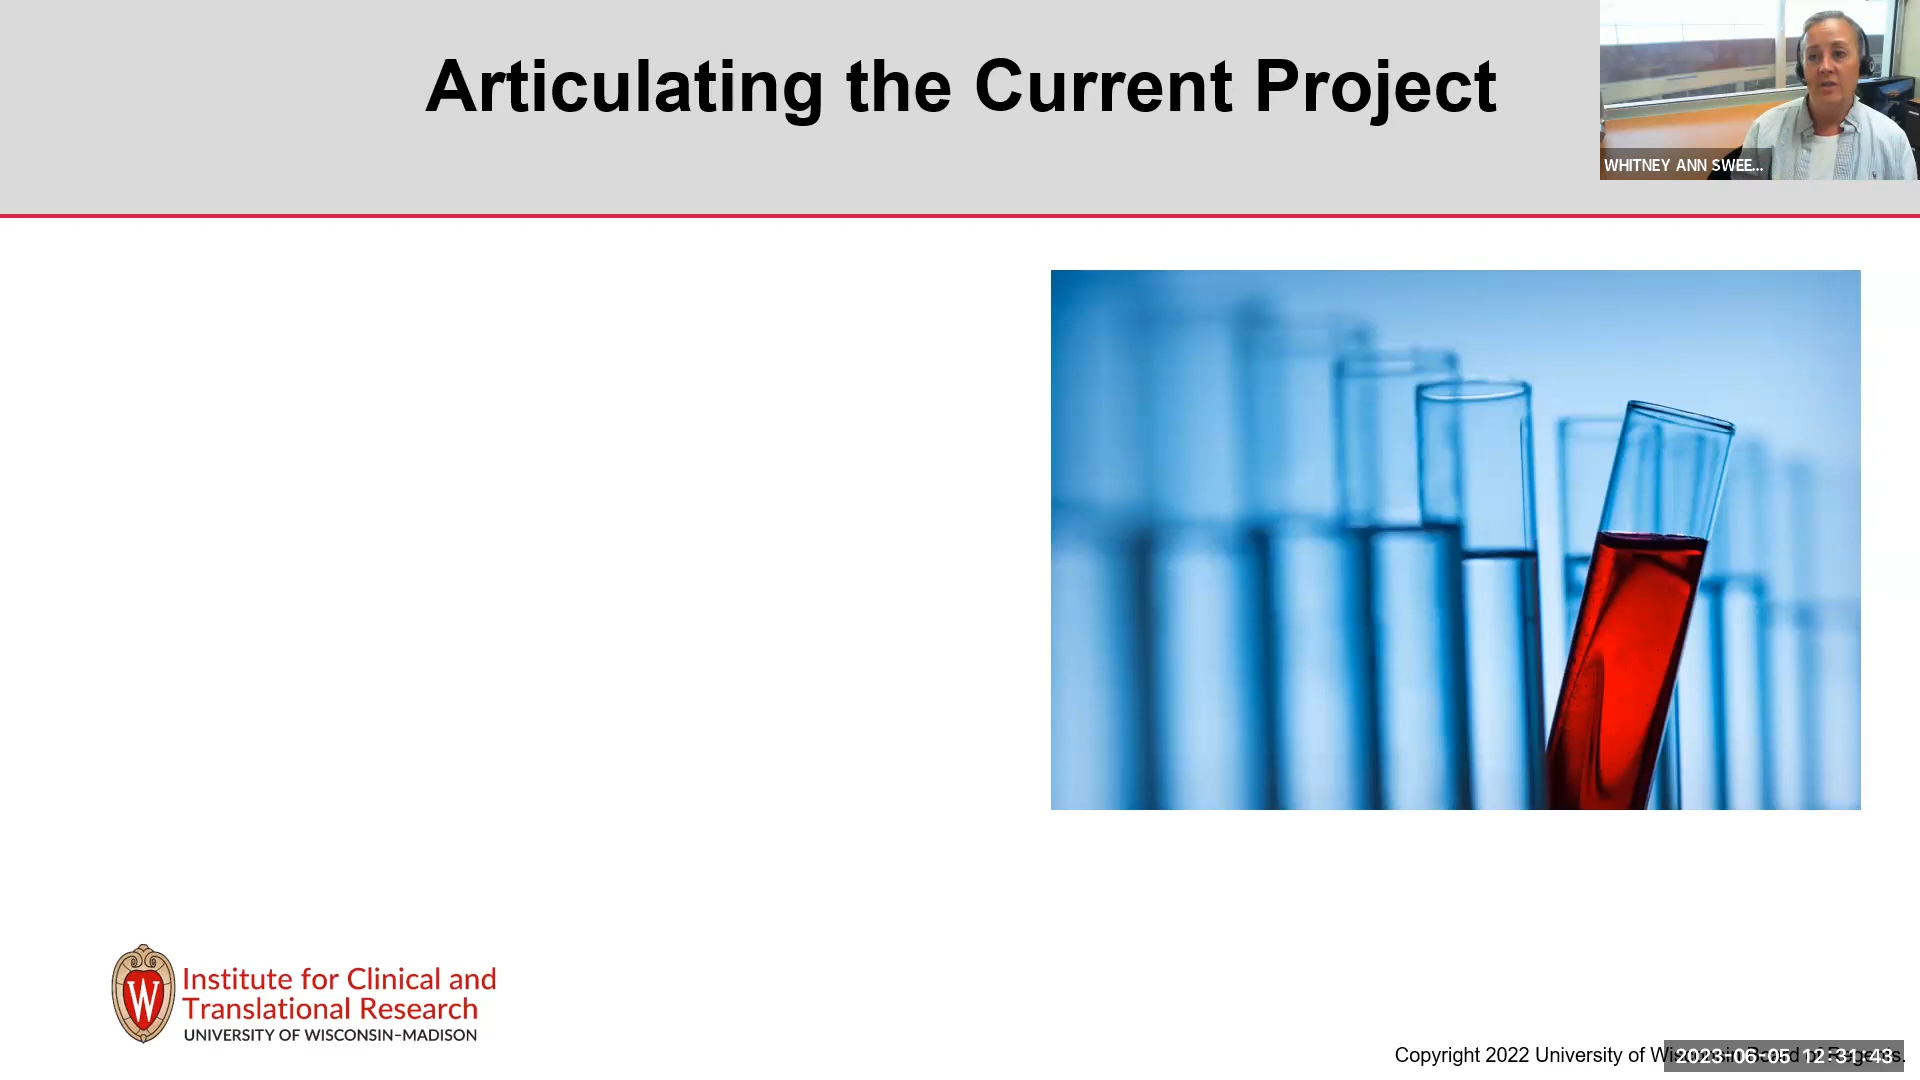 Articulating the Current Project
WHITNEY ANN SWEE...
W
Institute for Clinical and
Translational Research
UNIVERSITY OF WISCONSIN–MADISON
Copyright 2022 University of
2023-06-05 12:31:43